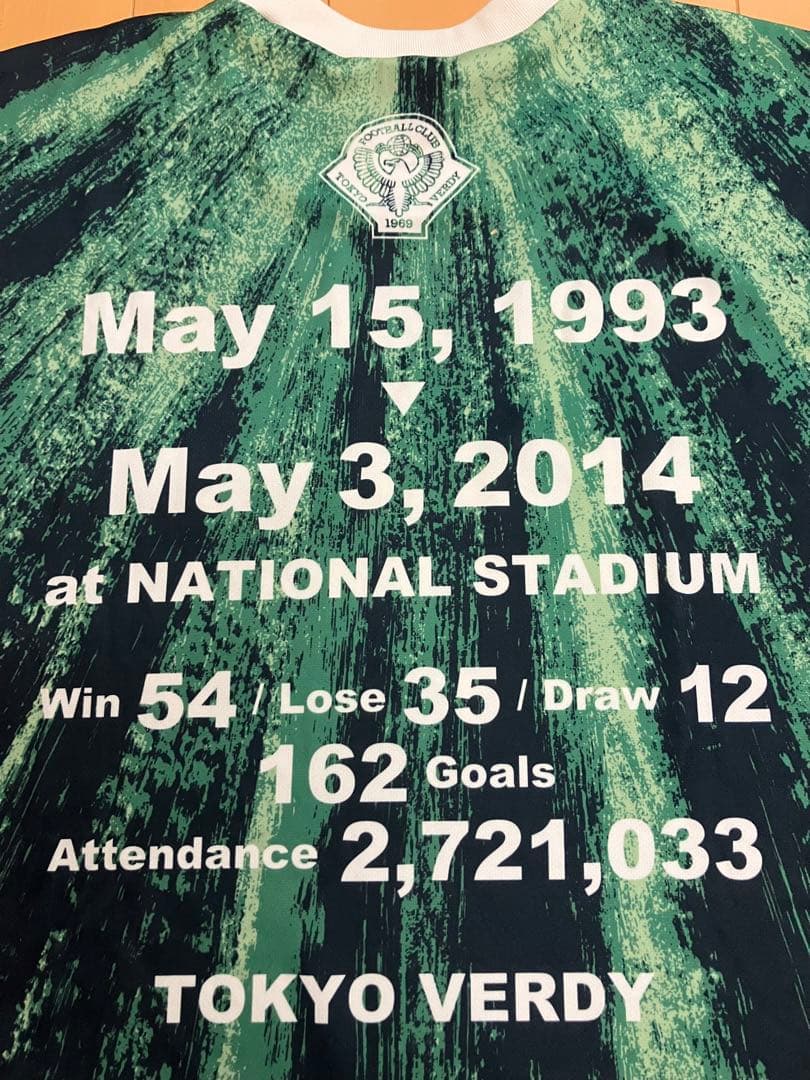 FOOTBALL CLUB
TOKYO VERDY
1969
May 15, 1993
▼
May 3, 2014
at NATIONAL STADIUM
Win 54 / Lose 35 / Draw 12
162 Goals
Attendance 2,721,033
TOKYO VERDY